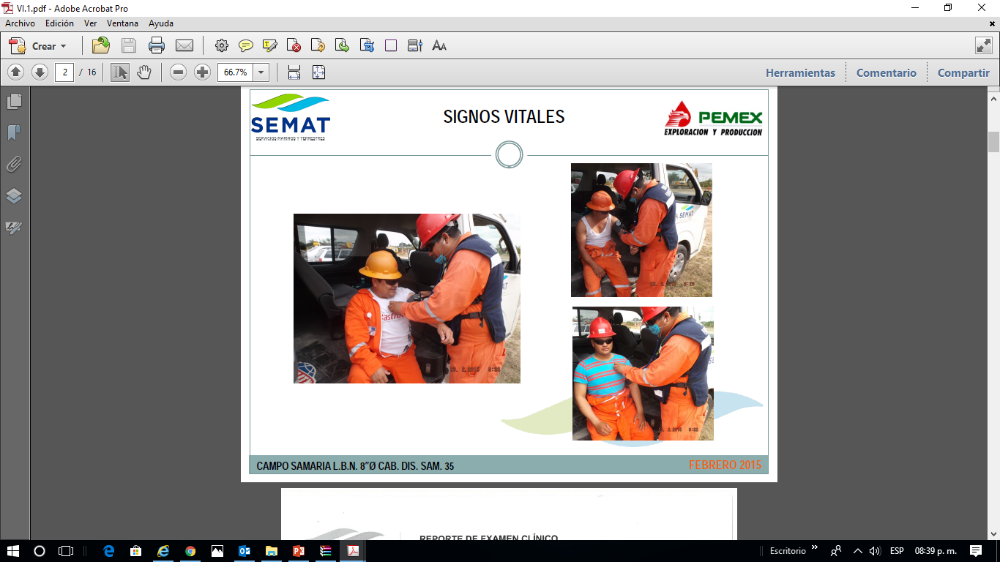 VI.1.pdf - Adobe Acrobat Pro
Archivo Edición Ver Ventana Ayuda
Crear
2 / 16 66.7% Herramientas Comentario Compartir
SEMAT
SERVICIOS MARINOS Y TERRESTRES
SIGNOS VITALES
PEMEX
EXPLORACION Y PRODUCCION
SEMAT
CAMPO SAMARIA L.B.N. 8"Ø CAB. DIS. SAM. 35
FEBRERO 2015
REPORTE DE EXAMEN CLÍNICO
Escritorio ESP 08:39 p. m.